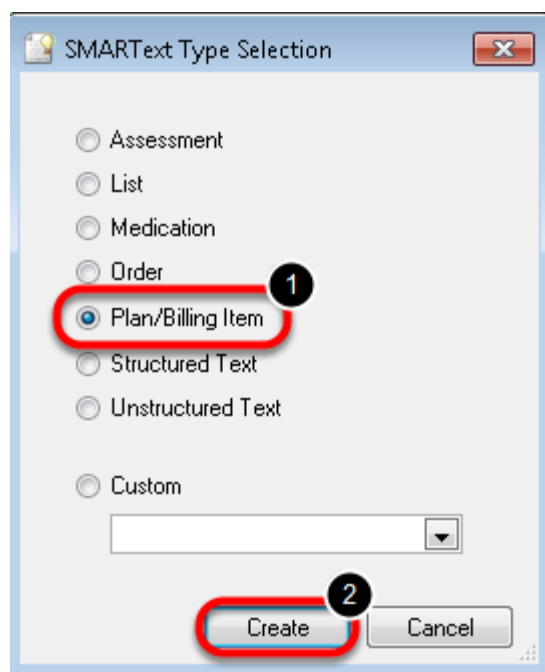 SMARText Type Selection
Assessment
List
Medication
Order
1
Plan/Billing Item
Structured Text
Unstructured Text
Custom
2
Create Cancel